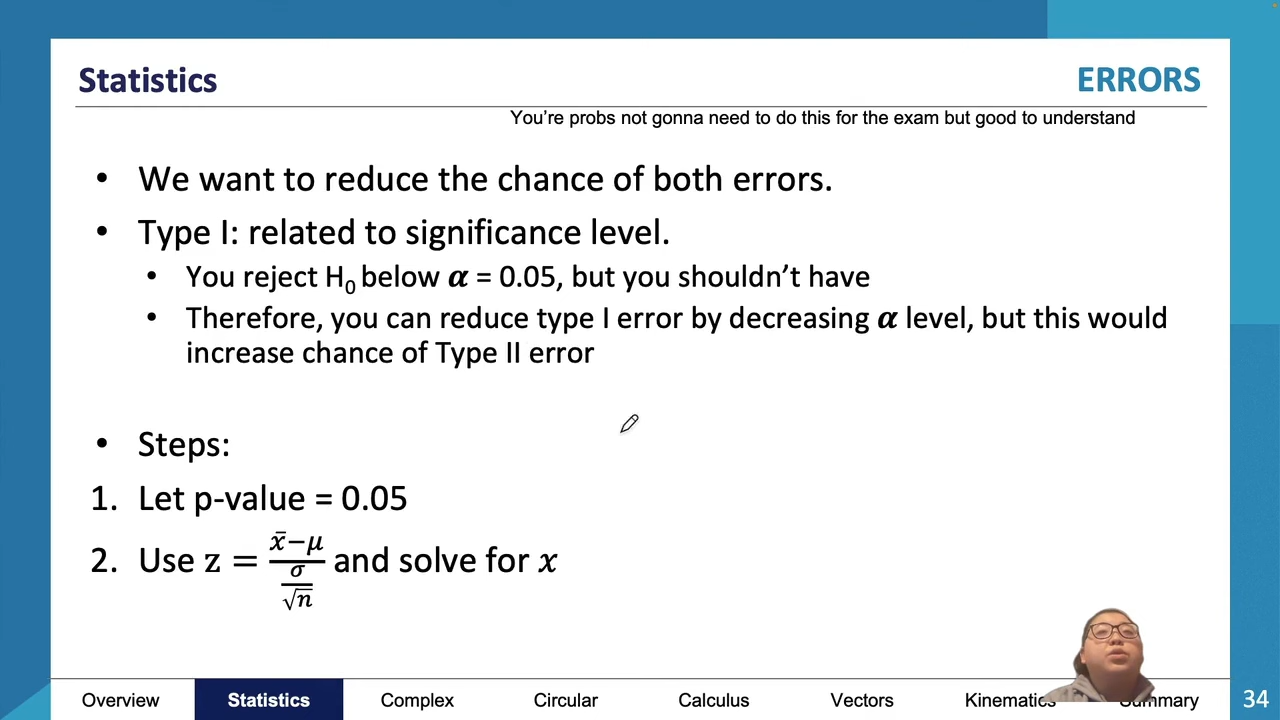 Statistics
ERRORS
You're probs not gonna need to do this for the exam but good to understand
• We want to reduce the chance of both errors.
• Type I: related to significance level.
• You reject H₀ below 𝜶 = 0.05, but you shouldn't have
• Therefore, you can reduce type I error by decreasing 𝜶 level, but this would
increase chance of Type II error
• Steps:
1. Let p-value = 0.05
2. Use z = (x̄−μ)/(σ/√n) and solve for x
Overview Statistics Complex Circular Calculus Vectors Kinematics Summary 34